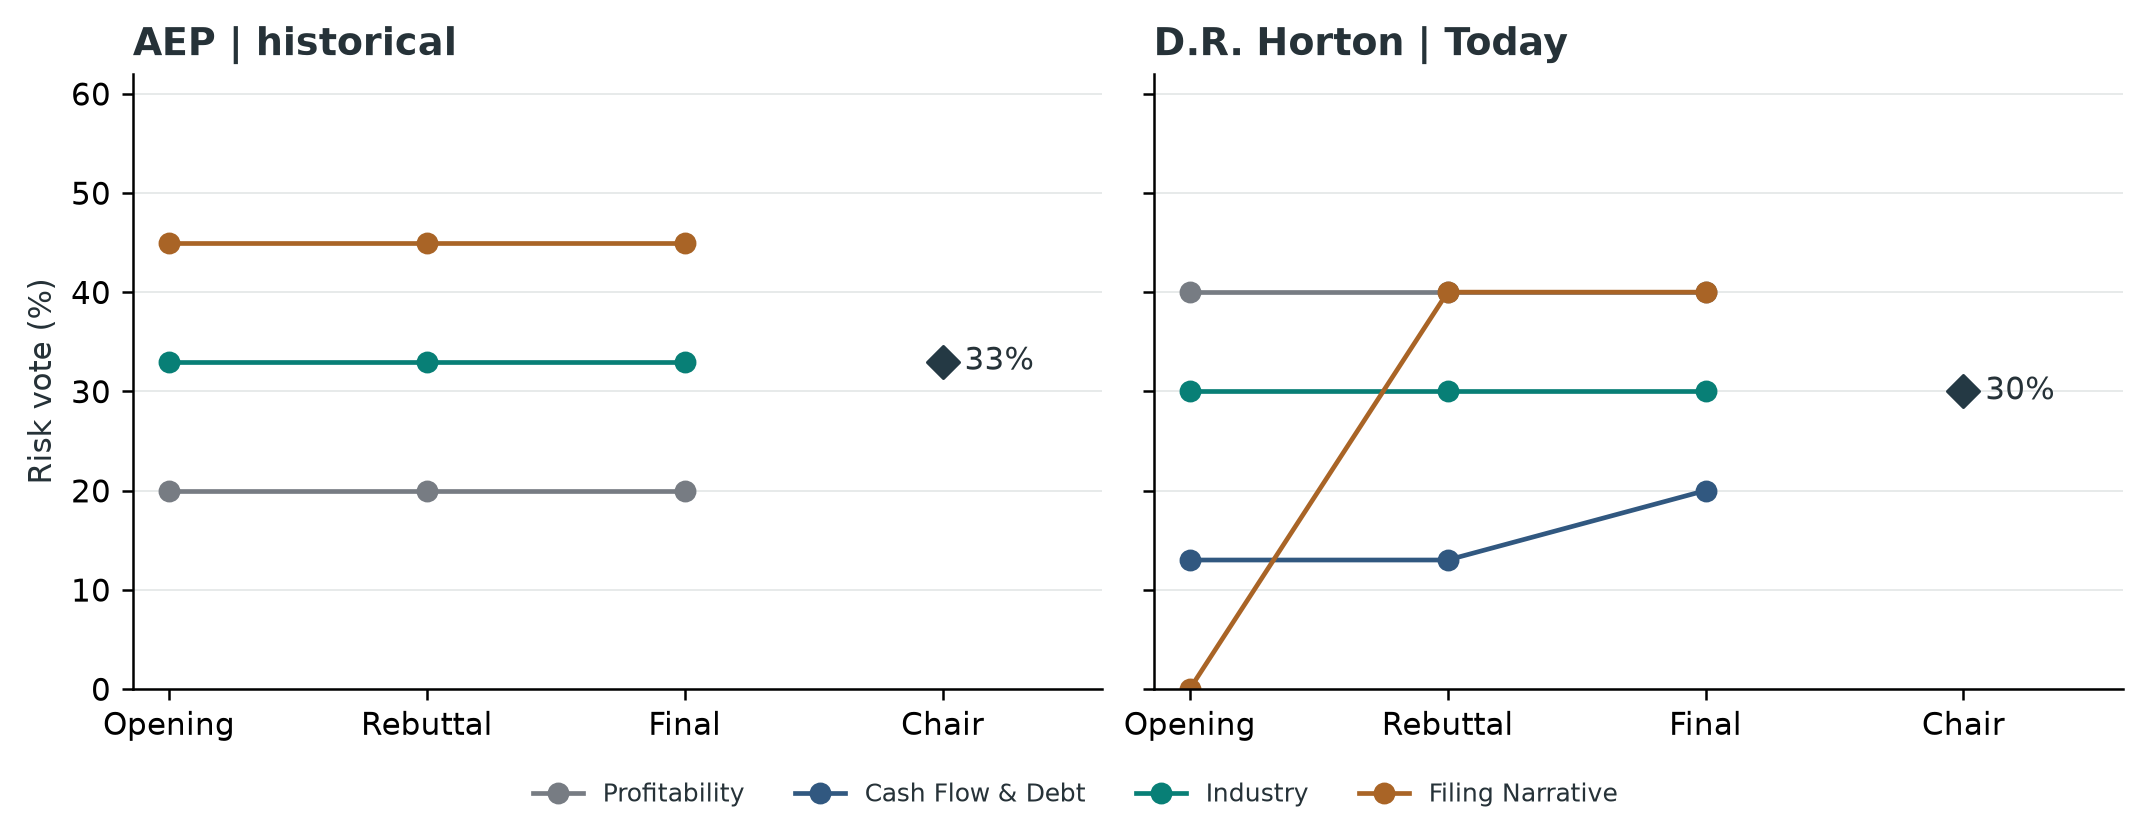 AEP | historical
D.R. Horton | Today
Risk vote (%)
60
50
40
30
20
10
0
33%
30%
Opening Rebuttal Final Chair
Opening Rebuttal Final Chair
Profitability Cash Flow & Debt Industry Filing Narrative